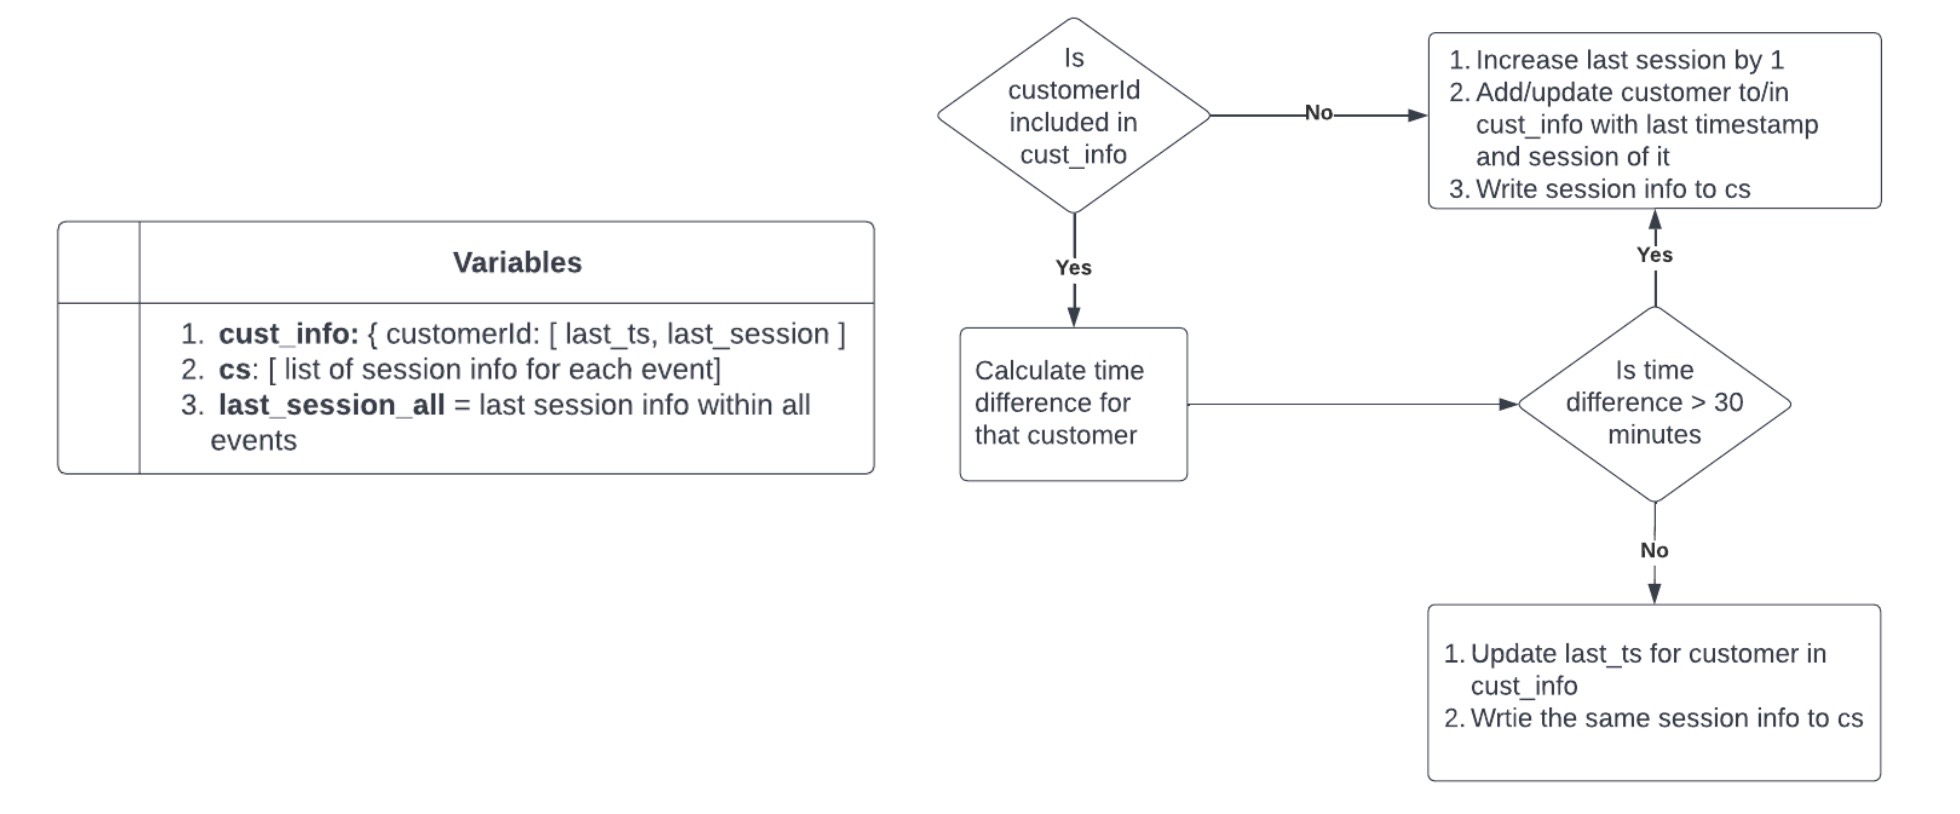 Variables
1. cust_info: { customerId: [ last_ts, last_session ]
2. cs: [ list of session info for each event]
3. last_session_all = last session info within all
events
Is
customerId
included in
cust_info
No
1. Increase last session by 1
2. Add/update customer to/in
cust_info with last timestamp
and session of it
3. Write session info to cs
Yes
Yes
Calculate time
difference for
that customer
Is time
difference > 30
minutes
No
1. Update last_ts for customer in
cust_info
2. Wrtie the same session info to cs